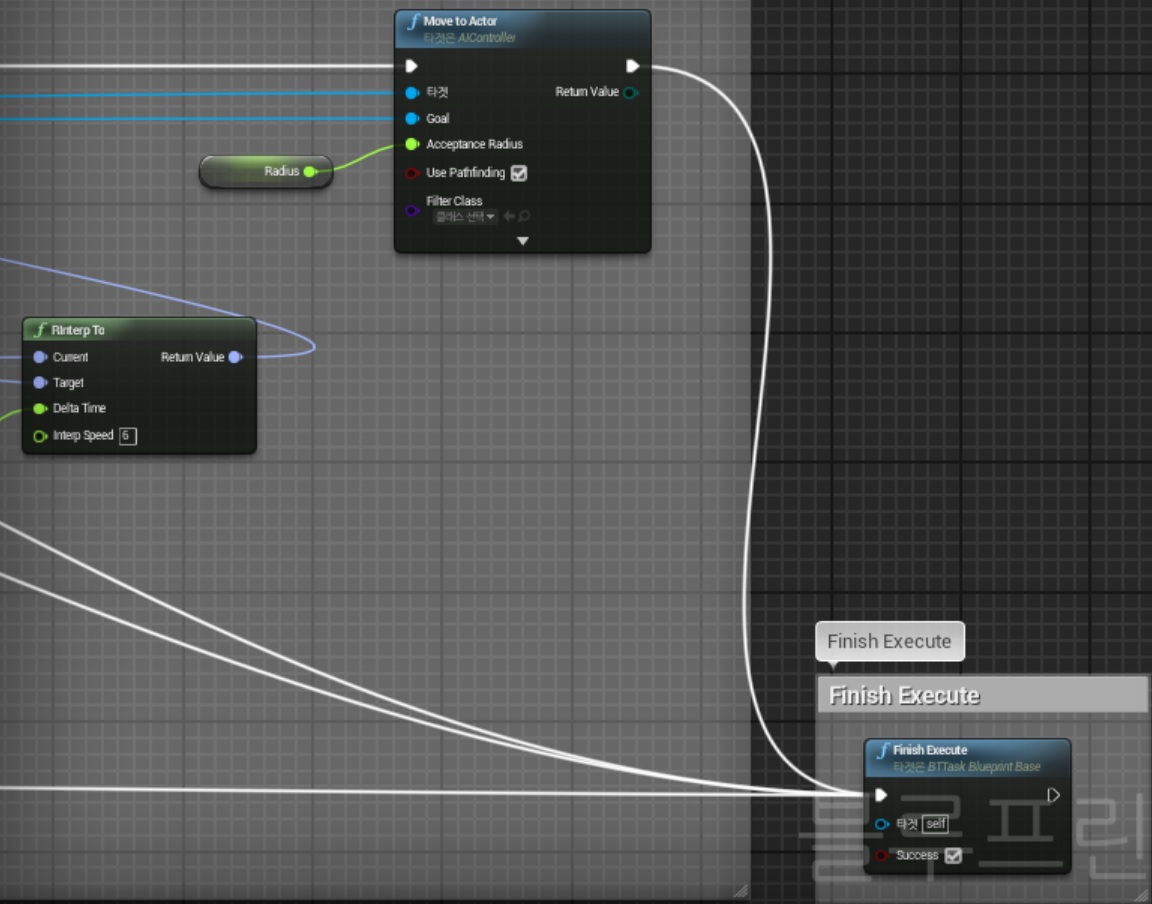 Move to Actor
타겟은 AIController
타겟
Return Value
Goal
Acceptance Radius
Radius
Use Pathfinding
Filter Class
클래스 선택
RInterp To
Current
Return Value
Target
Delta Time
Interp Speed 6
Finish Execute
Finish Execute
Finish Execute
타겟은 BTTask Blueprint Base
타겟 self
Success
블루프린